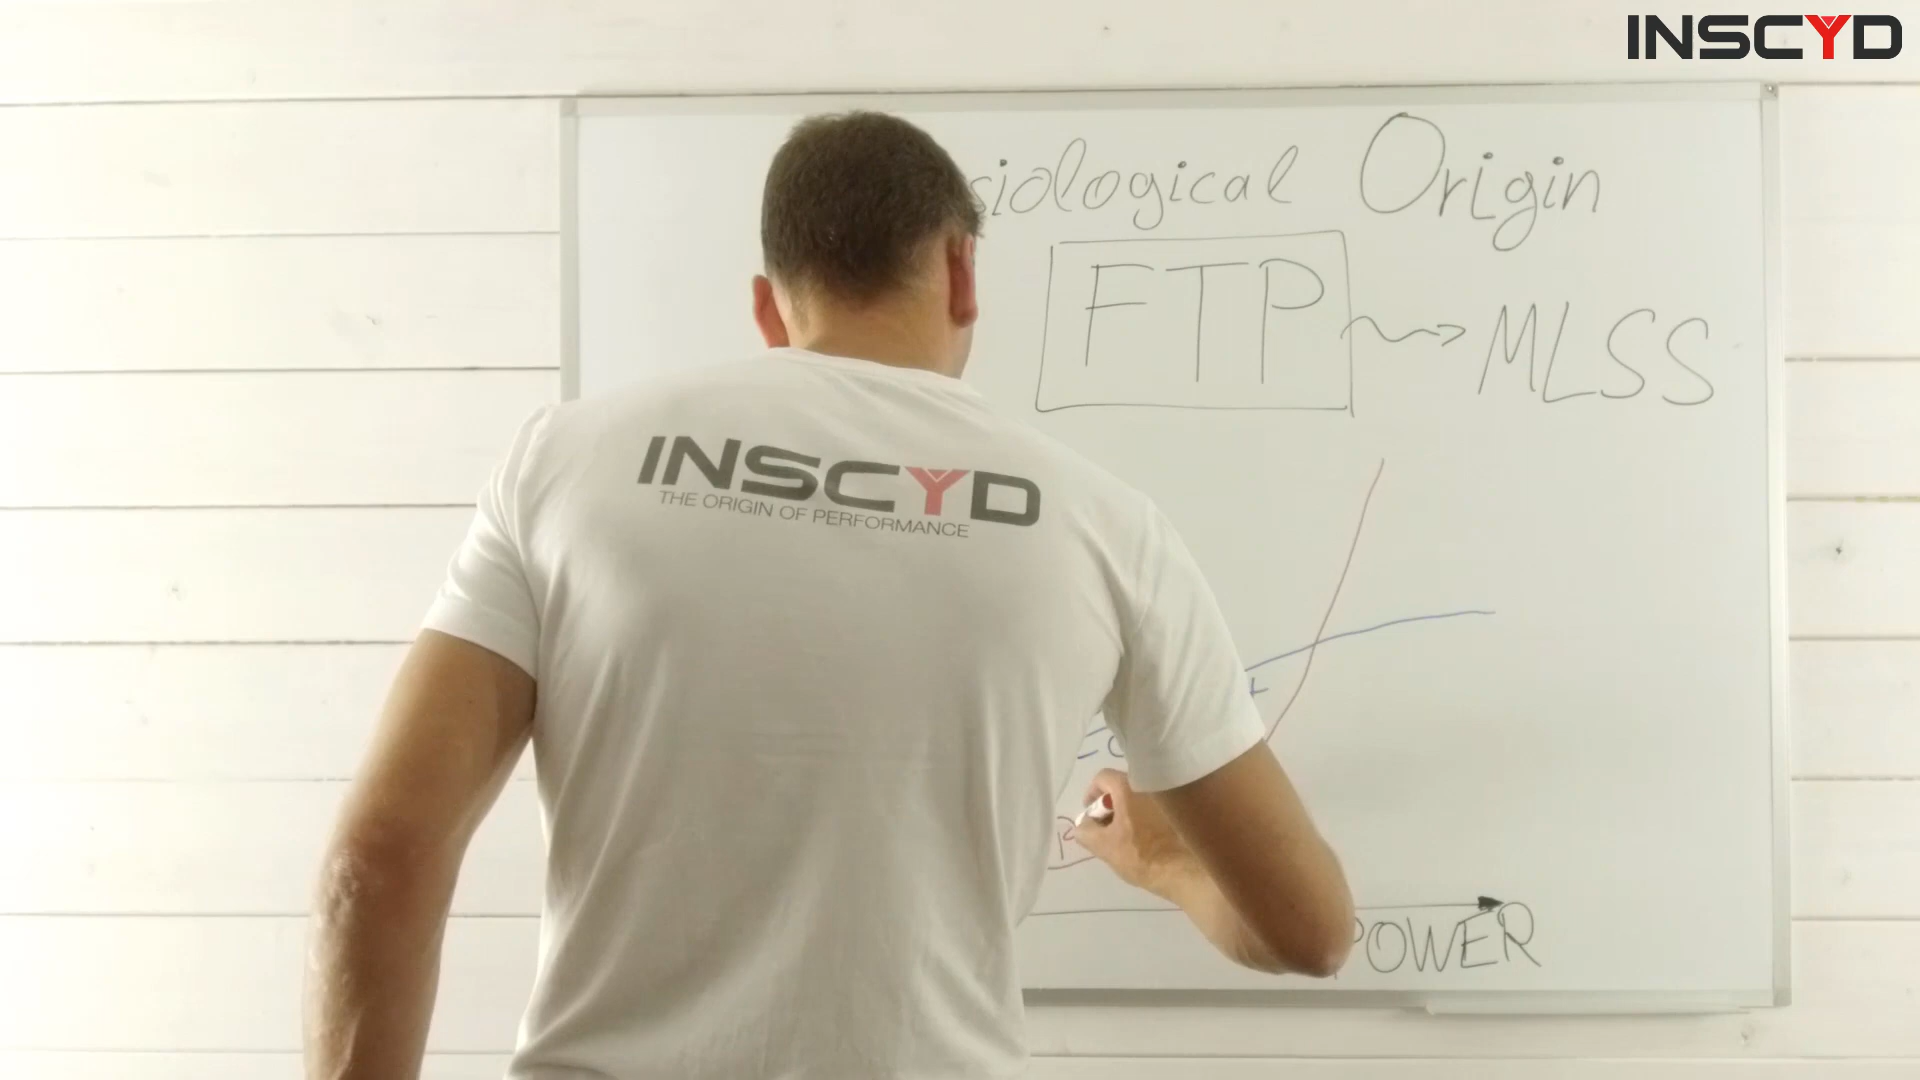 INSCYD
siological Origin
FTP
MLSS
INSCYD
THE ORIGIN OF PERFORMANCE
POWER